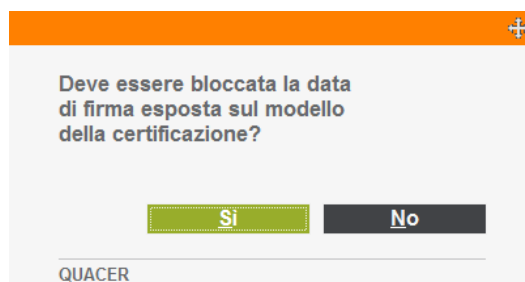 Deve essere bloccata la data
di firma esposta sul modello
della certificazione?
Si No
QUACER